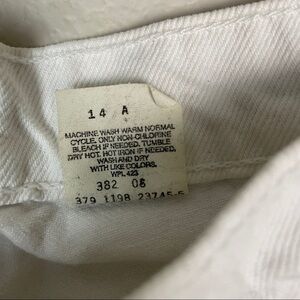 14 A
MACHINE WASH WARM NORMAL
CYCLE. ONLY NON-CHLORINE
BLEACH IF NEEDED. TUMBLE
DRY HOT. HOT IRON IF NEEDED.
WASH AND DRY
WITH LIKE COLORS.
WPL 423
382 06
379 1198 23745-5